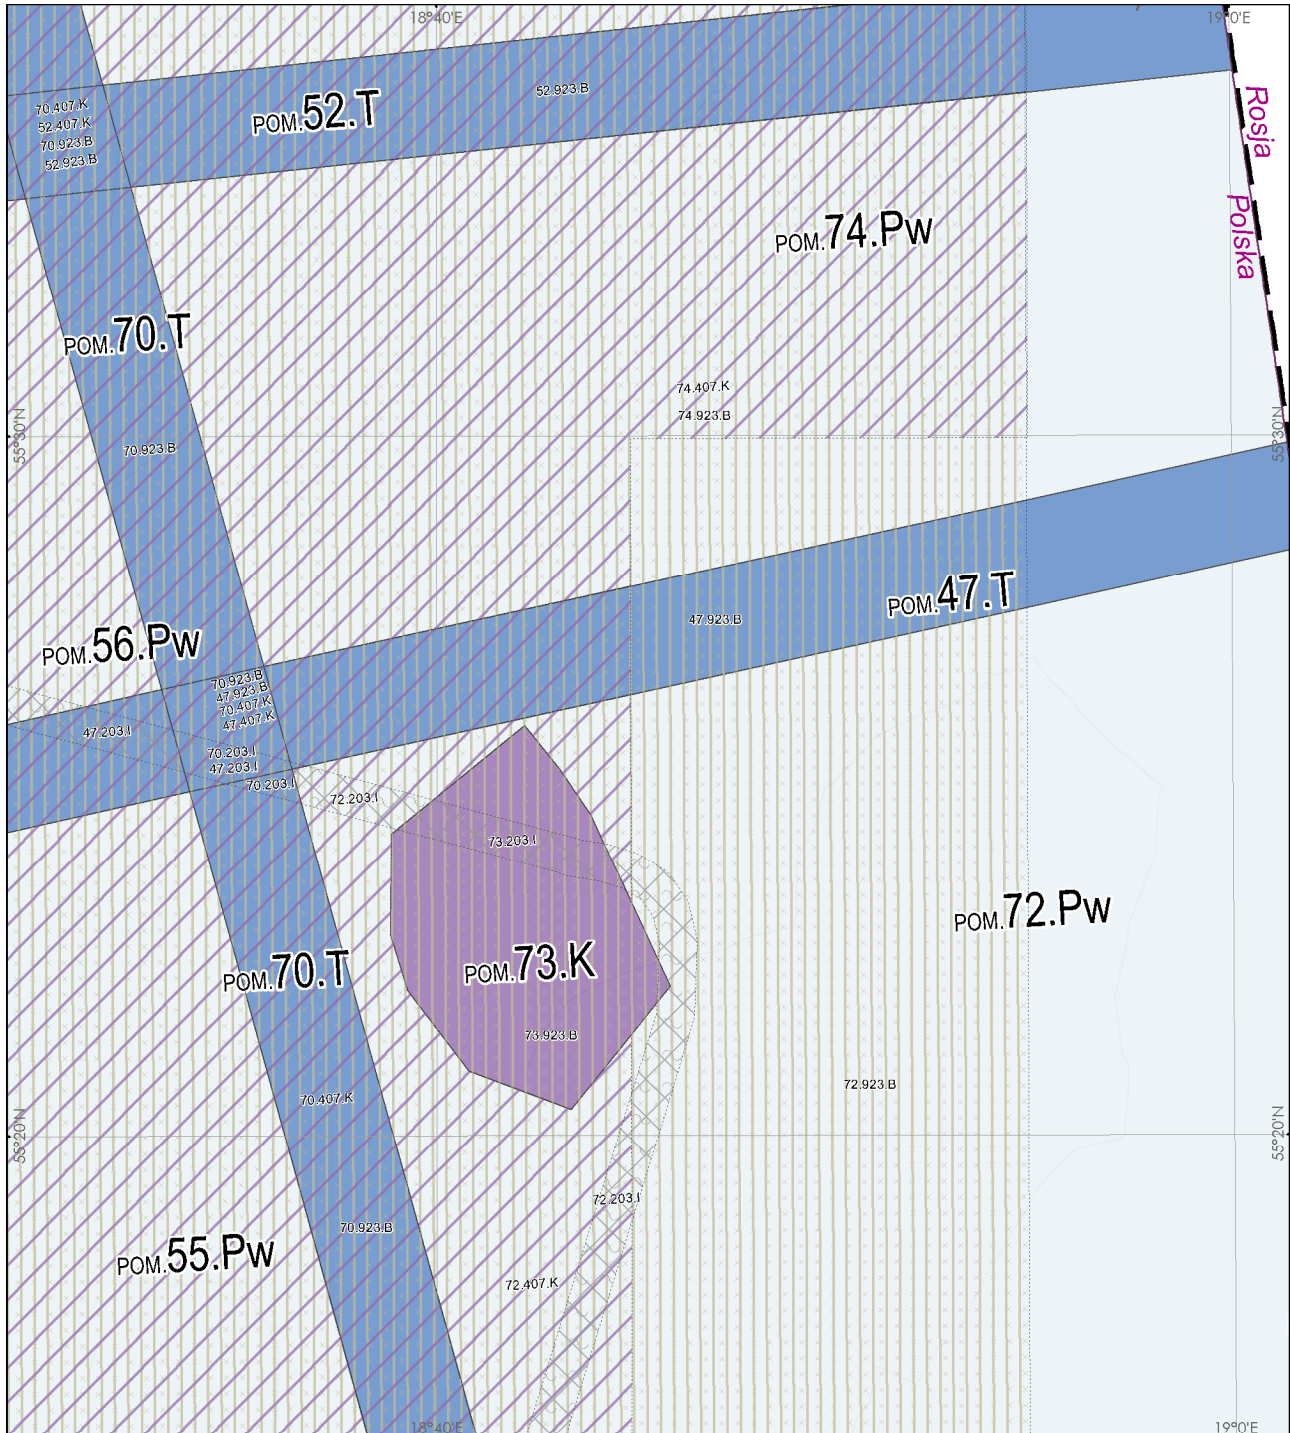 18°40'E
19°0'E
70.407.K
52.407.K
70.923.B
52.923.B
POM.52.T
52.923.B
Rosja
Polska
POM.74.Pw
POM.70.T
74.407.K
74.923.B
55°30'N
55°30'N
70.923.B
POM.47.T
47.923.B
POM.56.Pw
70.923.B
47.923.B
70.407.K
47.407.K
47.203.I
70.203.I
47.203.I
70.203.I
72.203.I
73.203.I
POM.72.Pw
POM.70.T
POM.73.K
73.923.B
72.923.B
70.407.K
55°20'N
55°20'N
72.203.I
70.923.B
POM.55.Pw
72.407.K
18°40'E
19°0'E